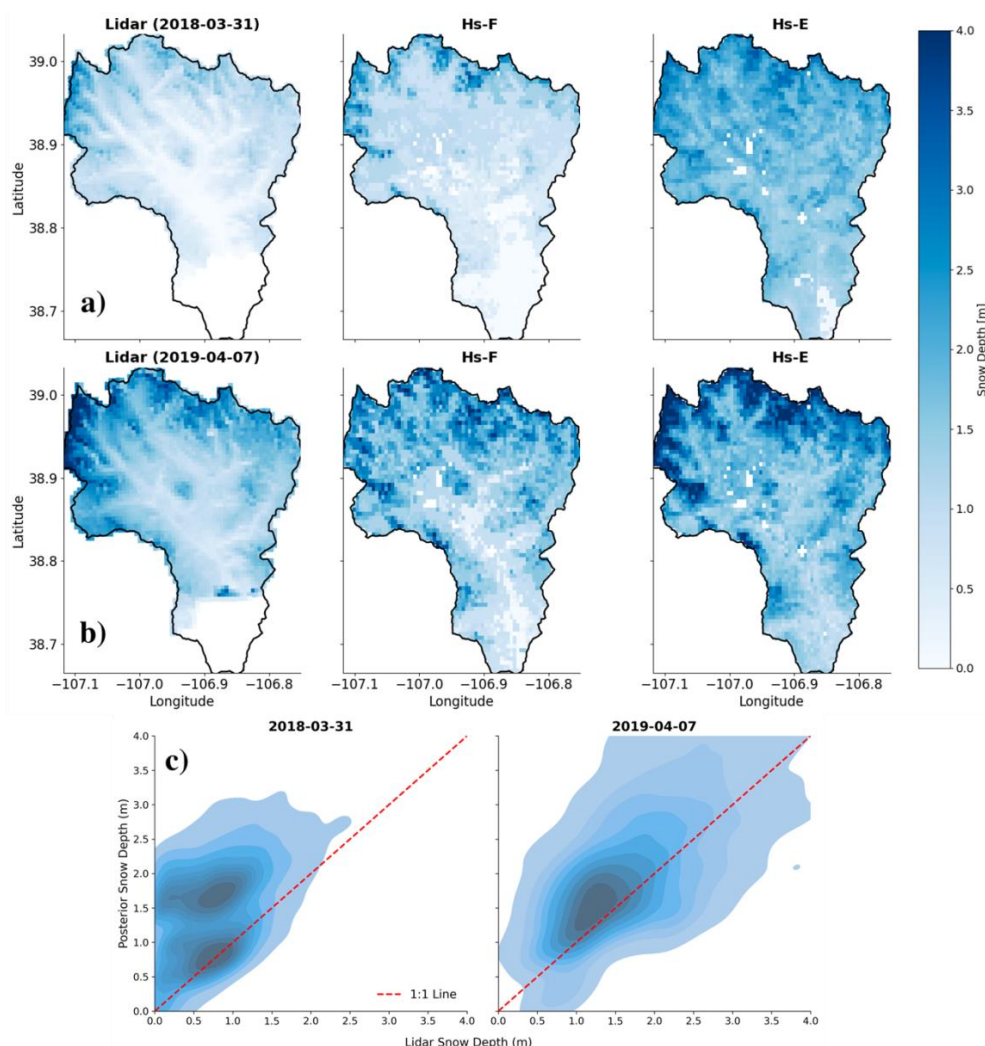 Lidar (2018-03-31) Hs-F Hs-E
4.0
39.0
3.5
38.9
3.0
Latitude
38.8
2.5
38.7
a)
Snow Depth [m]
2.0
Lidar (2019-04-07) Hs-F Hs-E
39.0
1.5
38.9
Latitude
1.0
38.8
0.5
38.7
b)
0.0
−107.1 −107.0 −106.9 −106.8 −107.1 −107.0 −106.9 −106.8 −107.1 −107.0 −106.9 −106.8
Longitude Longitude Longitude
2018-03-31 2019-04-07
4.0
c)
3.5
3.0
2.5
Posterior Snow Depth (m)
2.0
1.5
1.0
0.5
1:1 Line
0.0
0.0 0.5 1.0 1.5 2.0 2.5 3.0 4.0 0.0 0.5 1.0 1.5 2.0 2.5 3.0 4.0
Lidar Snow Depth (m)